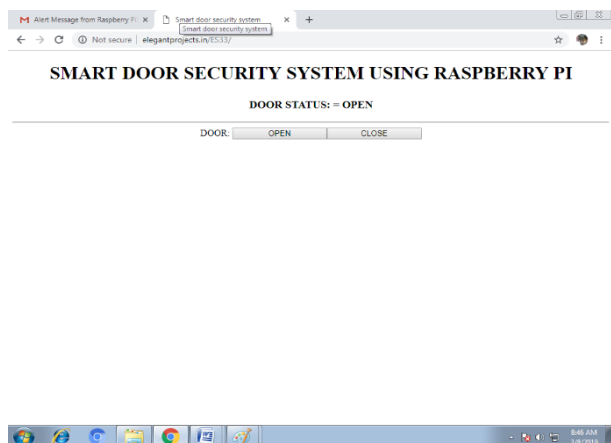 Alert Message from Raspberry Pi
Smart door security system
Smart door security system
Not secure | elegantprojects.in/ES33/
SMART DOOR SECURITY SYSTEM USING RASPBERRY PI
DOOR STATUS: = OPEN
DOOR: OPEN CLOSE
8:46 AM